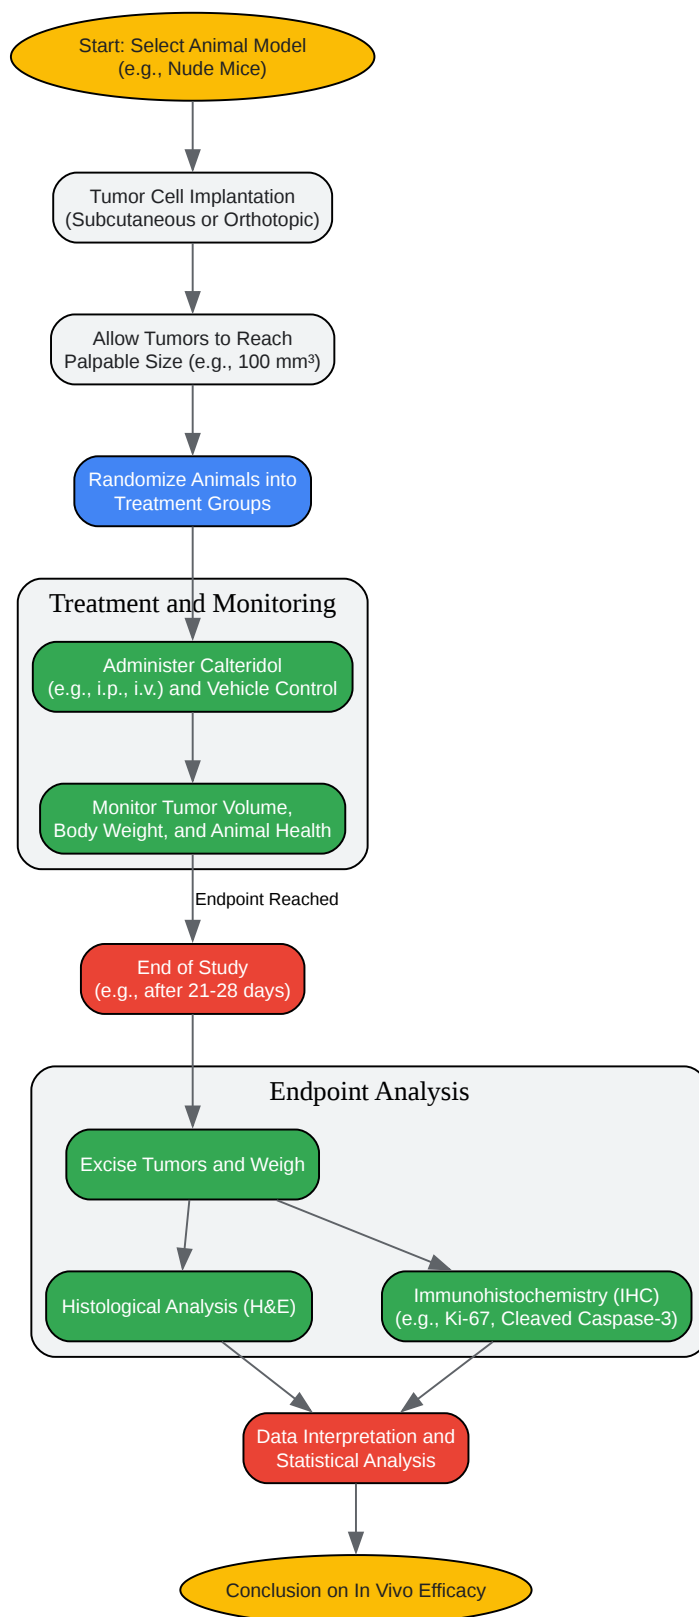 Start: Select Animal Model
(e.g., Nude Mice)
Tumor Cell Implantation
(Subcutaneous or Orthotopic)
Allow Tumors to Reach
Palpable Size (e.g., 100 mm³)
Randomize Animals into
Treatment Groups
Treatment and Monitoring
Administer Calteridol
(e.g., i.p., i.v.) and Vehicle Control
Monitor Tumor Volume,
Body Weight, and Animal Health
Endpoint Reached
End of Study
(e.g., after 21-28 days)
Endpoint Analysis
Excise Tumors and Weigh
Histological Analysis (H&E)
Immunohistochemistry (IHC)
(e.g., Ki-67, Cleaved Caspase-3)
Data Interpretation and
Statistical Analysis
Conclusion on In Vivo Efficacy